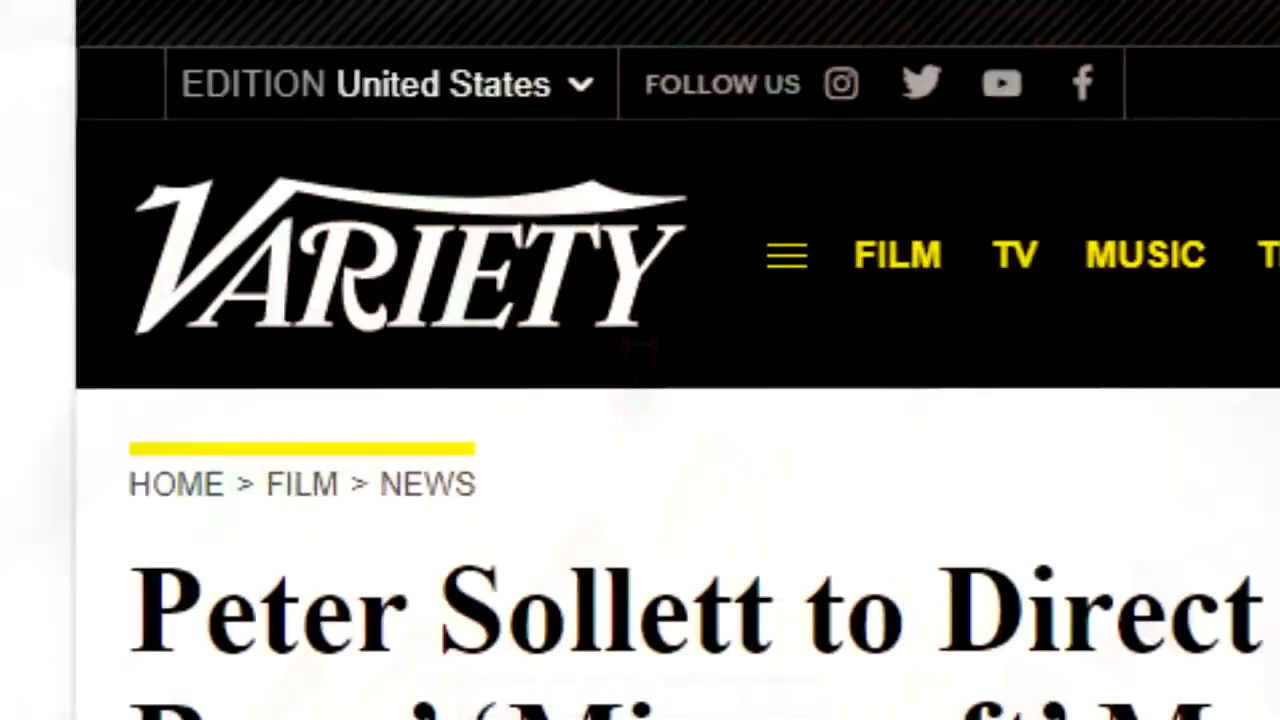 EDITION United States
FOLLOW US
VARIETY
FILM TV MUSIC
HOME > FILM > NEWS
Peter Sollett to Direct